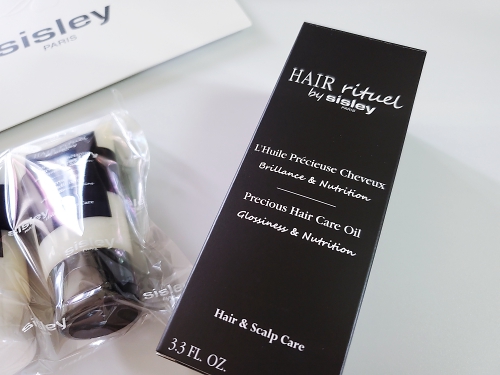 sisley
PARIS
HAIR rituel
by sisley
PARIS
L'Huile Précieuse Cheveux
Brillance & Nutrition
Precious Hair Care Oil
Glossiness & Nutrition
Hair & Scalp Care
3.3 FL. OZ.
sisley
sisley
sisley
sisley